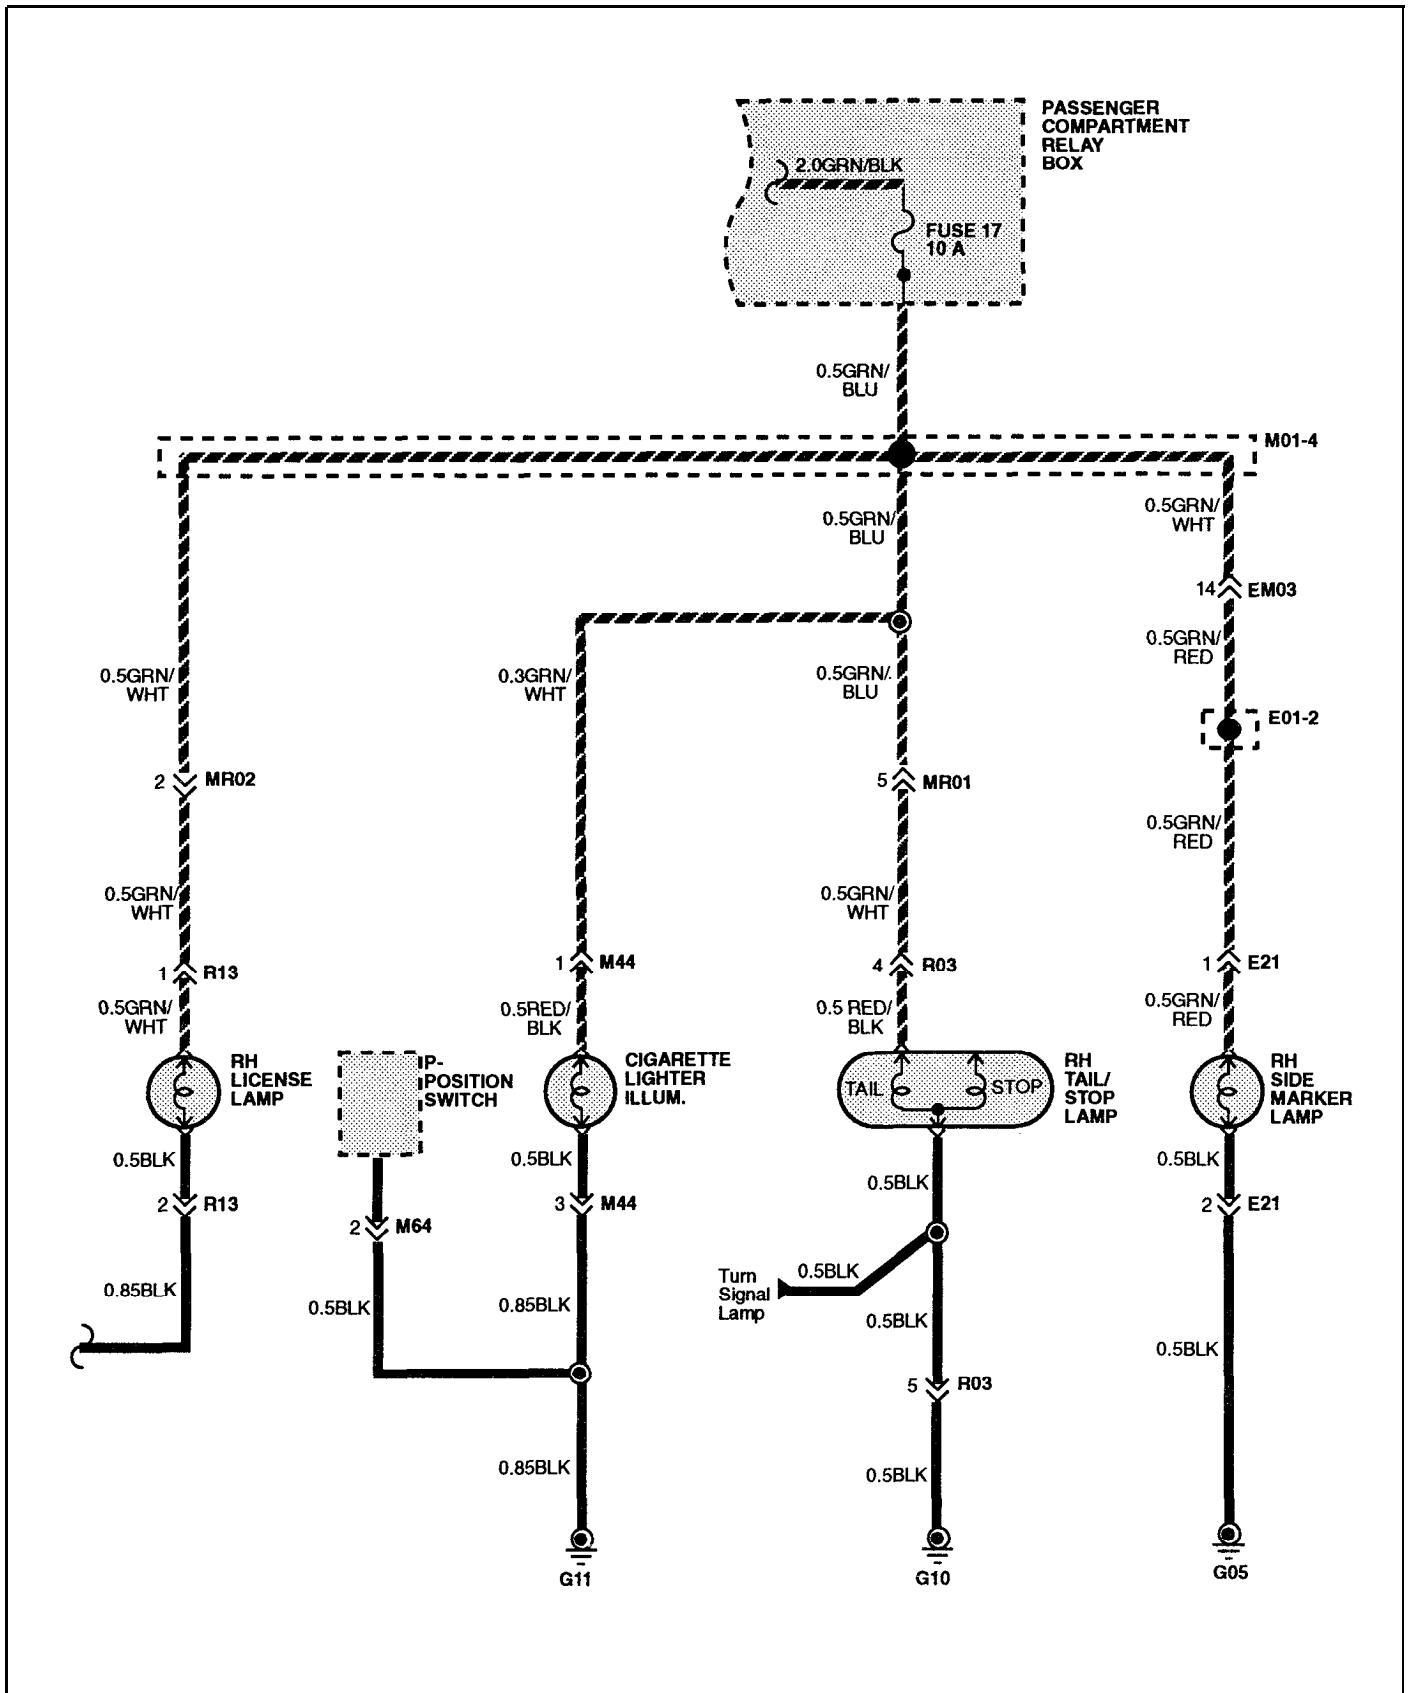 PASSENGER
COMPARTMENT
RELAY
BOX
2.0GRN/BLK
FUSE 17
10 A
0.5GRN/
BLU
M01-4
0.5GRN/
BLU
0.5GRN/
WHT
14
EM03
0.5GRN/
RED
0.5GRN/
WHT
0.3GRN/
WHT
0.5GRN/.
BLU
E01-2
2
MR02
5
MR01
0.5GRN/
RED
0.5GRN/
WHT
0.5GRN/
WHT
1
R13
1
M44
4
R03
1
E21
0.5GRN/
WHT
0.5RED/
BLK
0.5 RED/
BLK
0.5GRN/
RED
RH
LICENSE
LAMP
P-
POSITION
SWITCH
CIGARETTE
LIGHTER
ILLUM.
TAIL
STOP
RH
TAIL/
STOP
LAMP
RH
SIDE
MARKER
LAMP
0.5BLK
0.5BLK
0.5BLK
0.5BLK
2
R13
2
M64
3
M44
2
E21
0.85BLK
0.5BLK
0.85BLK
Turn
Signal
Lamp
0.5BLK
0.5BLK
0.5BLK
5
R03
0.85BLK
0.5BLK
G11
G10
G05